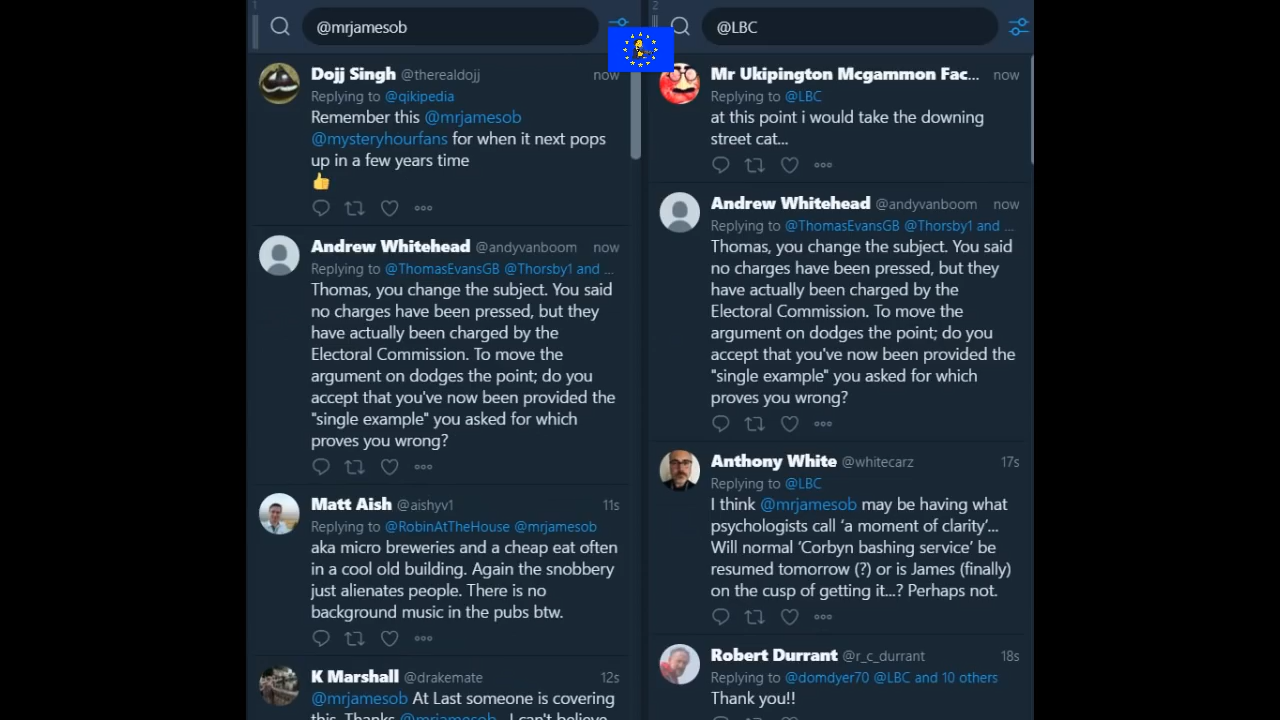 1
@mrjamesob
Dojj Singh @therealdojj now
Replying to @qikipedia
Remember this @mrjamesob
@mysteryhourfans for when it next pops
up in a few years time
👍
Andrew Whitehead @andyvanboom now
Replying to @ThomasEvansGB @Thorsby1 and ...
Thomas, you change the subject. You said
no charges have been pressed, but they
have actually been charged by the
Electoral Commission. To move the
argument on dodges the point; do you
accept that you've now been provided the
"single example" you asked for which
proves you wrong?
Matt Aish @aishyv1 11s
Replying to @RobinAtTheHouse @mrjamesob
aka micro breweries and a cheap eat often
in a cool old building. Again the snobbery
just alienates people. There is no
background music in the pubs btw.
K Marshall @drakemate 12s
@mrjamesob At Last someone is covering
this. Thanks @mrjamesob . I can't believe
2
@LBC
Mr Ukipington Mcgammon Fac... now
Replying to @LBC
at this point i would take the downing
street cat...
Andrew Whitehead @andyvanboom now
Replying to @ThomasEvansGB @Thorsby1 and ...
Thomas, you change the subject. You said
no charges have been pressed, but they
have actually been charged by the
Electoral Commission. To move the
argument on dodges the point; do you
accept that you've now been provided the
"single example" you asked for which
proves you wrong?
Anthony White @whitecarz 17s
Replying to @LBC
I think @mrjamesob may be having what
psychologists call ‘a moment of clarity’...
Will normal ‘Corbyn bashing service’ be
resumed tomorrow (?) or is James (finally)
on the cusp of getting it...? Perhaps not.
Robert Durrant @r_c_durrant 18s
Replying to @domdyer70 @LBC and 10 others
Thank you!!